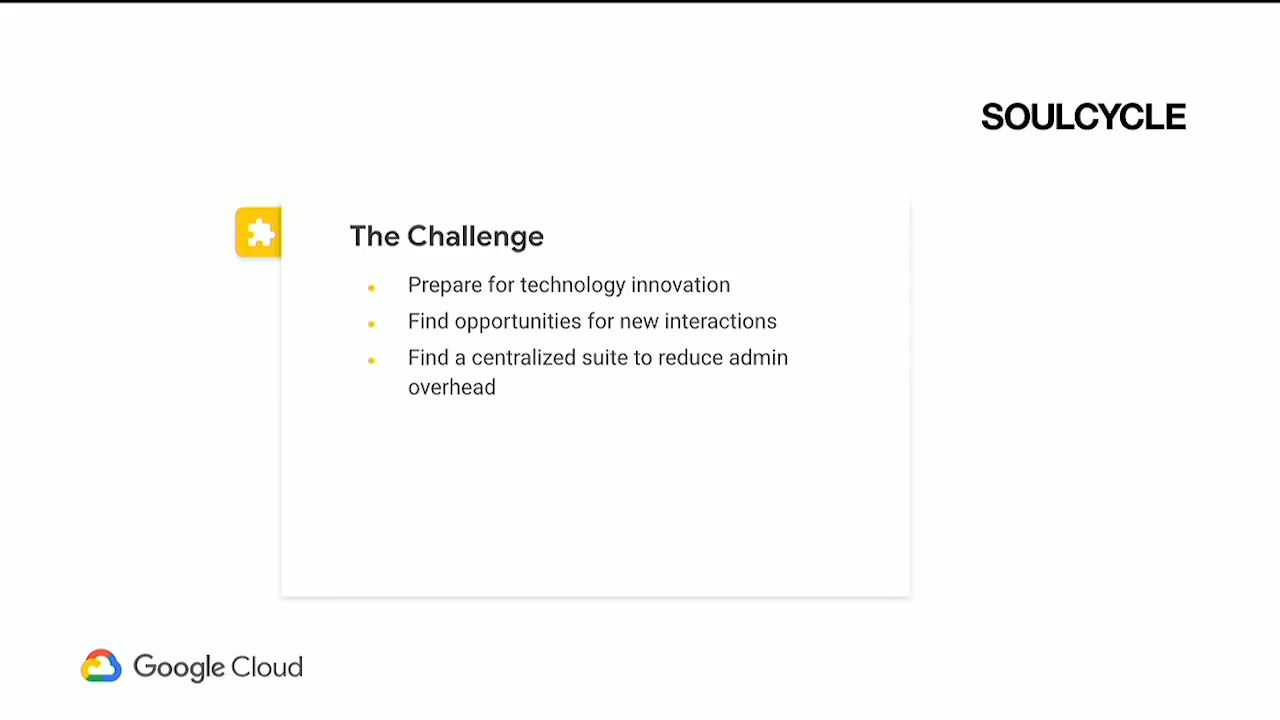 SOULCYCLE
The Challenge
Prepare for technology innovation
Find opportunities for new interactions
Find a centralized suite to reduce admin
overhead
Google Cloud